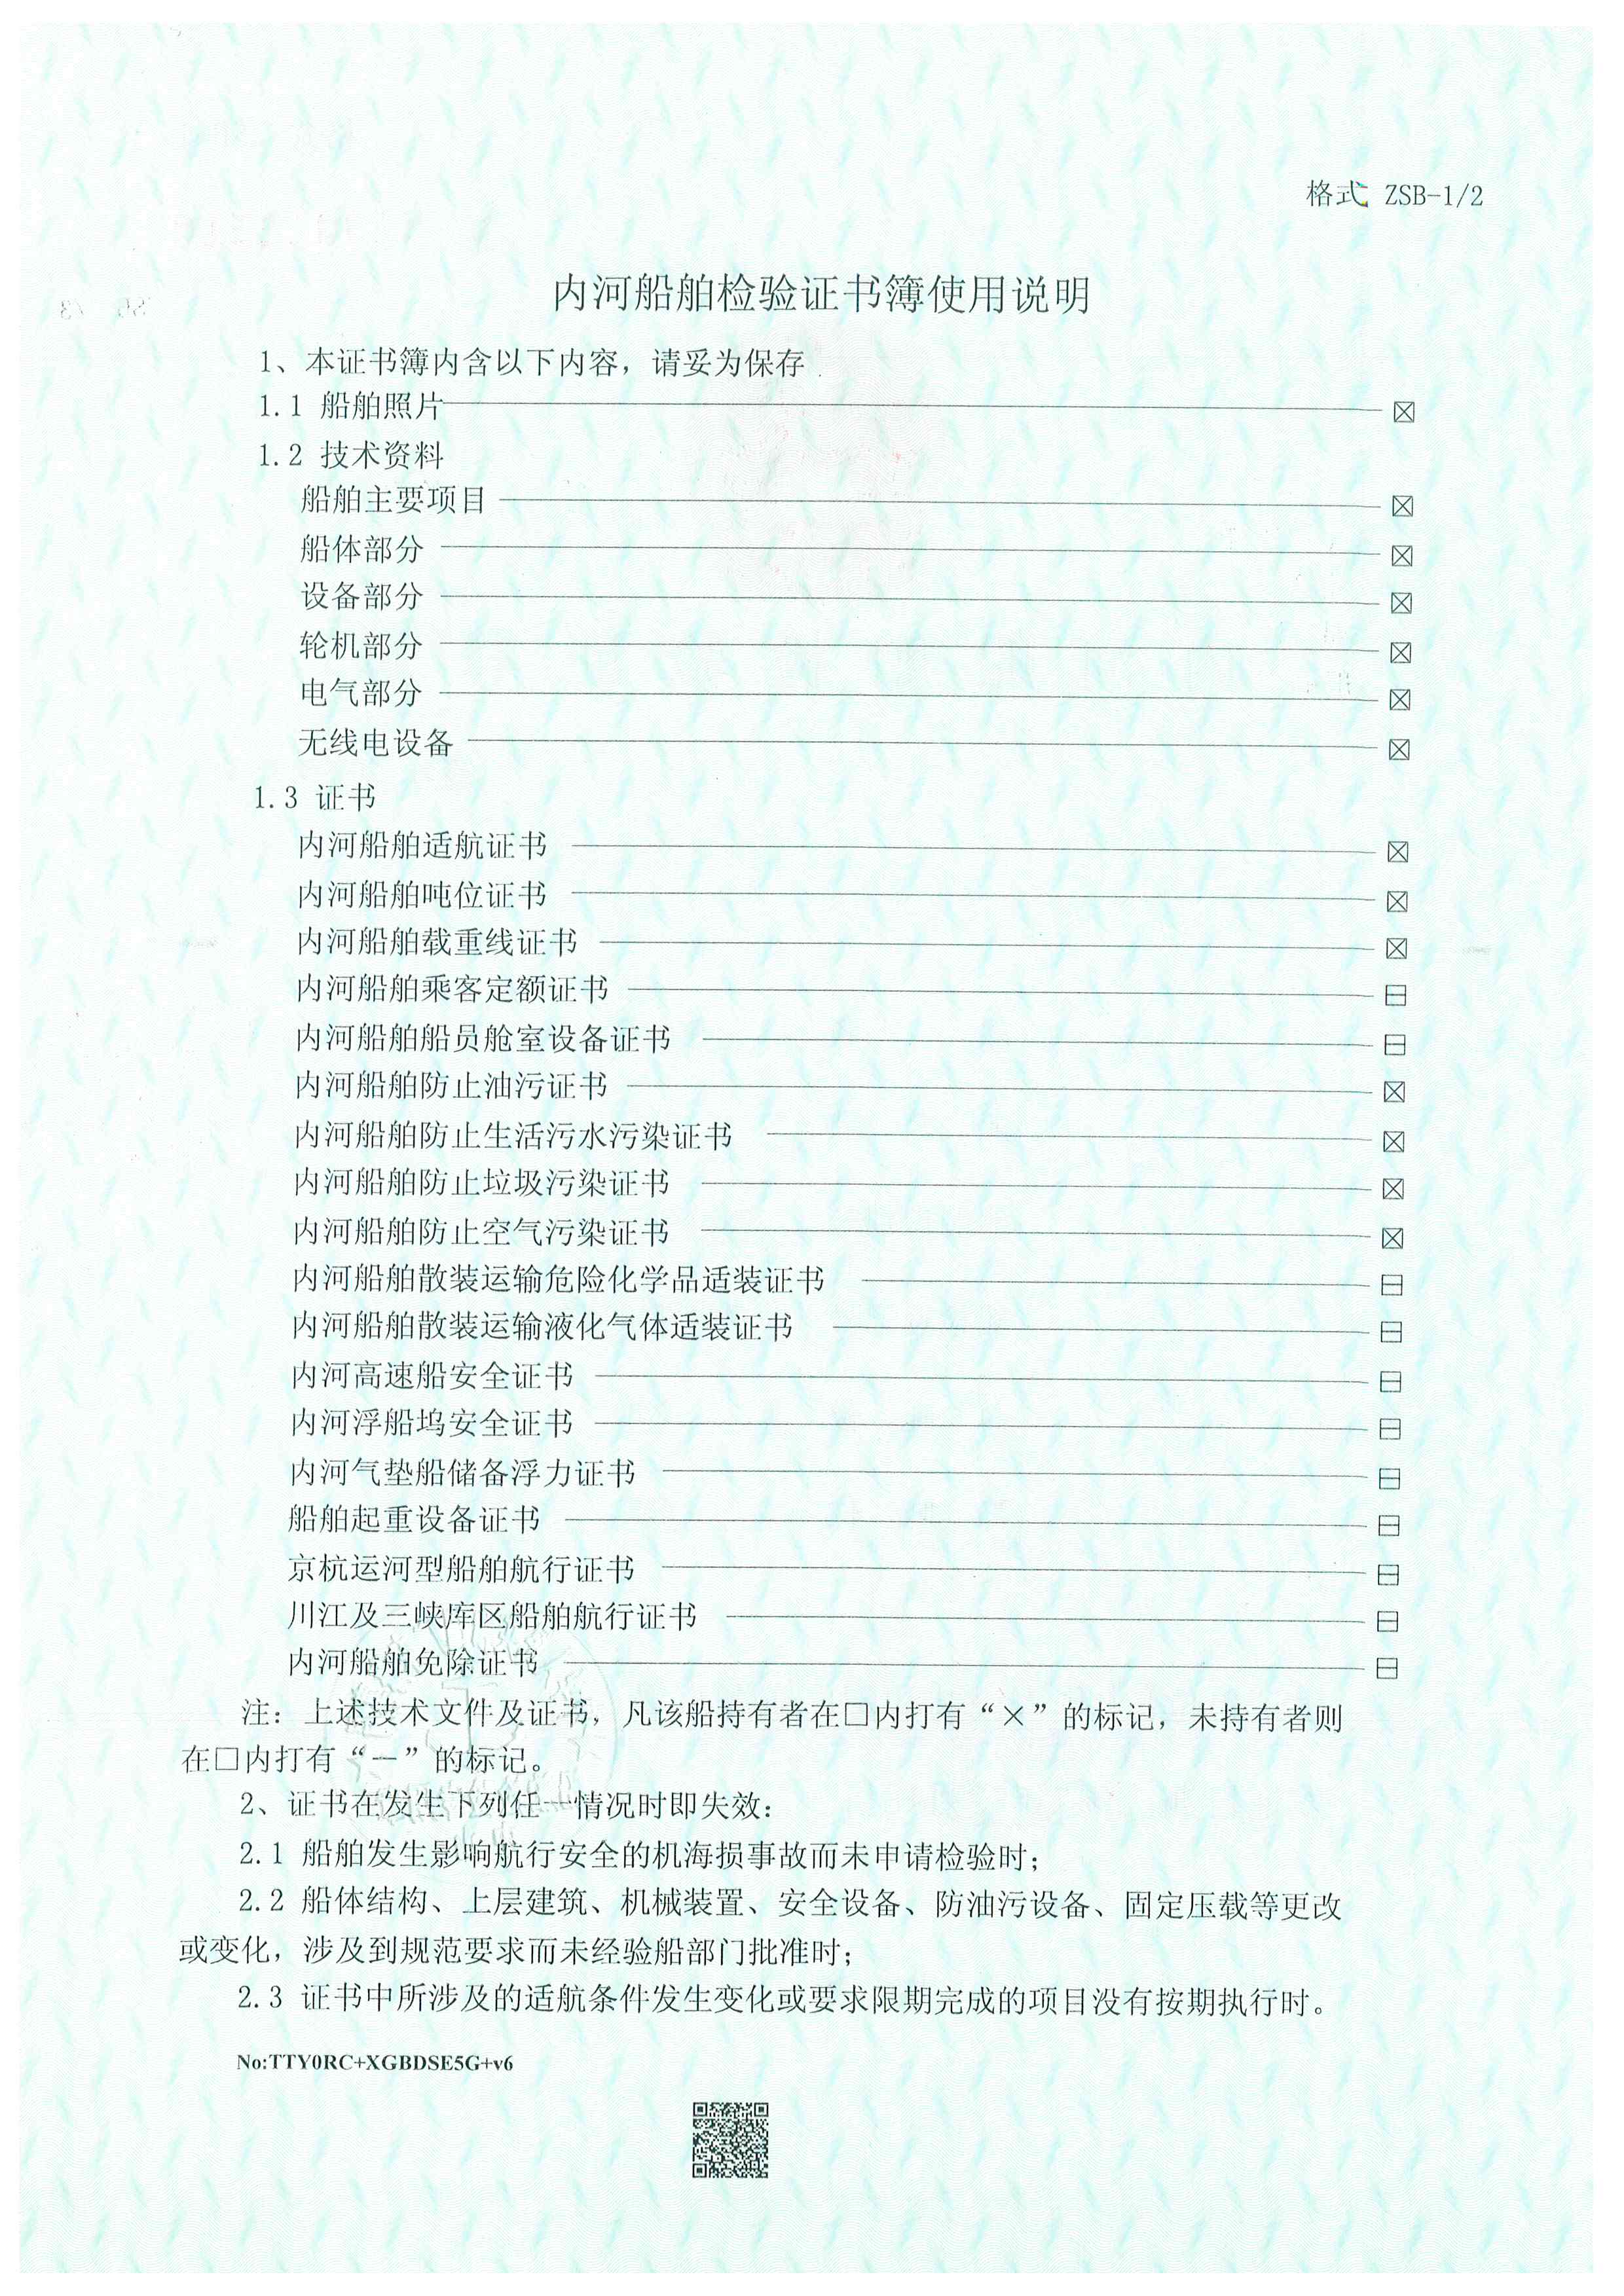 格式 ZSB-1/2
内河船舶检验证书簿使用说明
1、本证书簿内含以下内容，请妥为保存
1.1 船舶照片 ☒
1.2 技术资料
船舶主要项目 ☒
船体部分 ☒
设备部分 ☒
轮机部分 ☒
电气部分 ☒
无线电设备 ☒
1.3 证书
内河船舶适航证书 ☒
内河船舶吨位证书 ☒
内河船舶载重线证书 ☒
内河船舶乘客定额证书 ⊟
内河船舶船员舱室设备证书 ⊟
内河船舶防止油污证书 ☒
内河船舶防止生活污水污染证书 ☒
内河船舶防止垃圾污染证书 ☒
内河船舶防止空气污染证书 ☒
内河船舶散装运输危险化学品适装证书 ⊟
内河船舶散装运输液化气体适装证书 ⊟
内河高速船安全证书 ⊟
内河浮船坞安全证书 ⊟
内河气垫船储备浮力证书 ⊟
船舶起重设备证书 ⊟
京杭运河型船舶航行证书 ⊟
川江及三峡库区船舶航行证书 ⊟
内河船舶免除证书 ⊟
注：上述技术文件及证书，凡该船持有者在□内打有“×”的标记，未持有者则
在□内打有“—”的标记。
2、证书在发生下列任一情况时即失效：
2.1 船舶发生影响航行安全的机海损事故而未申请检验时；
2.2 船体结构、上层建筑、机械装置、安全设备、防油污设备、固定压载等更改
或变化，涉及到规范要求而未经验船部门批准时；
2.3 证书中所涉及的适航条件发生变化或要求限期完成的项目没有按期执行时。
No:TTY0RC+XGBDSE5G+v6